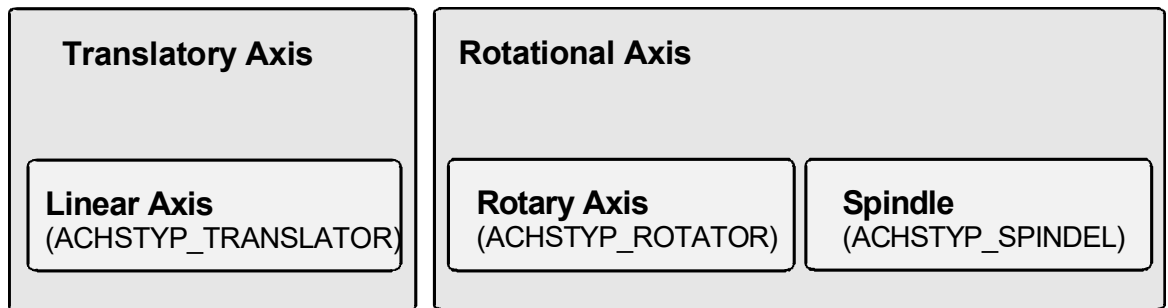 Translatory Axis
Rotational Axis
Linear Axis
(ACHSTYP_TRANSLATOR)
Rotary Axis
(ACHSTYP_ROTATOR)
Spindle
(ACHSTYP_SPINDEL)